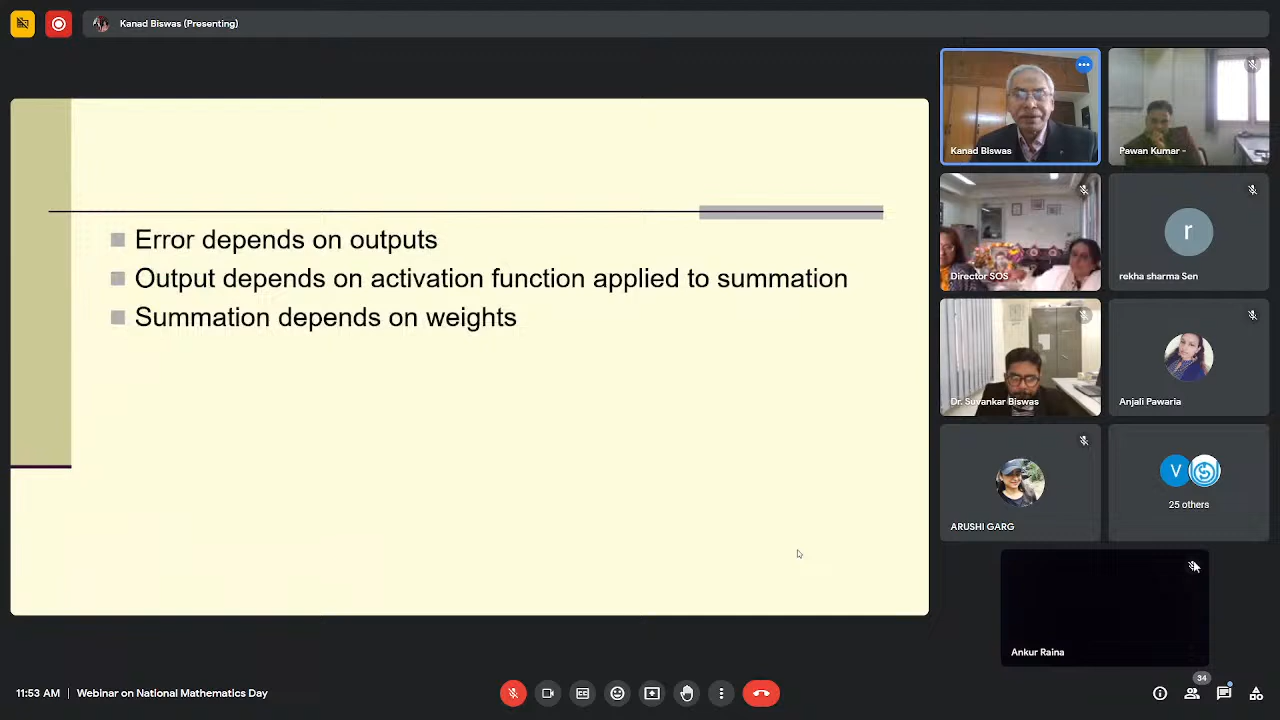 Kanad Biswas (Presenting)
Error depends on outputs
Output depends on activation function applied to summation
Summation depends on weights
Kanad Biswas
Pawan Kumar -
Director SOS
r
rekha sharma Sen
Dr. Suvankar Biswas
Anjali Pawaria
ARUSHI GARG
V
25 others
Ankur Raina
11:53 AM | Webinar on National Mathematics Day
34